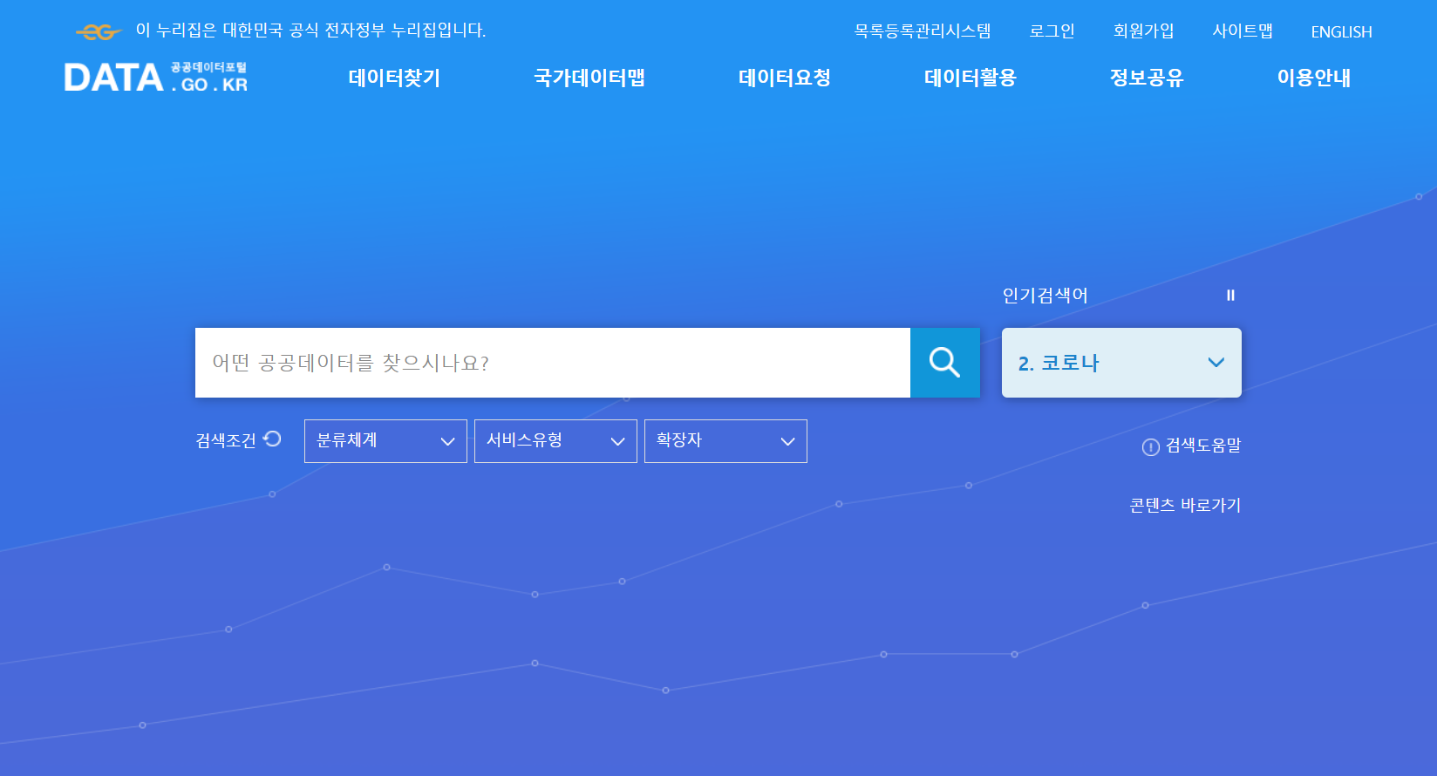 이 누리집은 대한민국 공식 전자정부 누리집입니다.
목록등록관리시스템 로그인 회원가입 사이트맵 ENGLISH
DATA 공공데이터포털 .GO.KR
데이터찾기 국가데이터맵 데이터요청 데이터활용 정보공유 이용안내
인기검색어
어떤 공공데이터를 찾으시나요?
2. 코로나
검색조건 분류체계 서비스유형 확장자
검색도움말
콘텐츠 바로가기